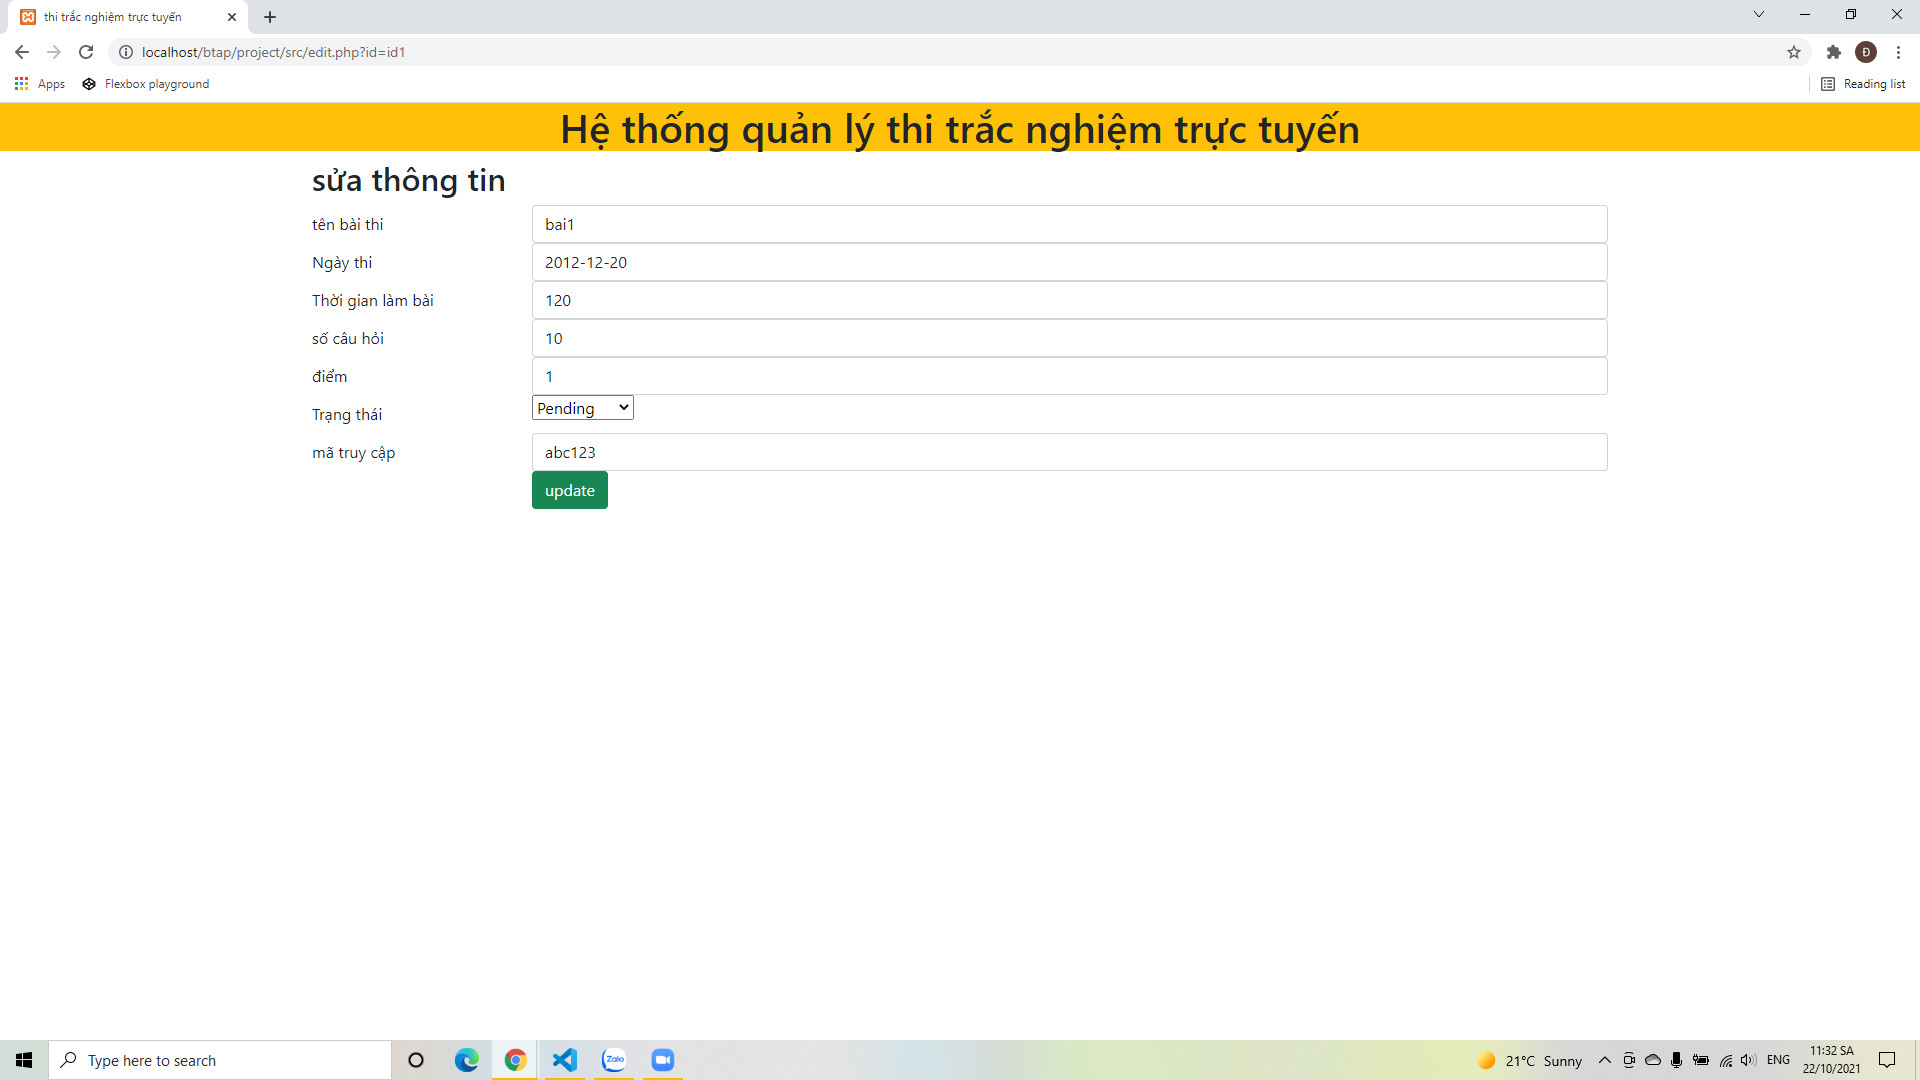 thi trắc nghiệm trực tuyến
localhost/btap/project/src/edit.php?id=id1
Đ
Apps
Flexbox playground
Reading list
Hệ thống quản lý thi trắc nghiệm trực tuyến
sửa thông tin
tên bài thi
bai1
Ngày thi
2012-12-20
Thời gian làm bài
120
số câu hỏi
10
điểm
1
Trạng thái
Pending
mã truy cập
abc123
update
Type here to search
Zalo
21°C Sunny
ENG
11:32 SA
22/10/2021